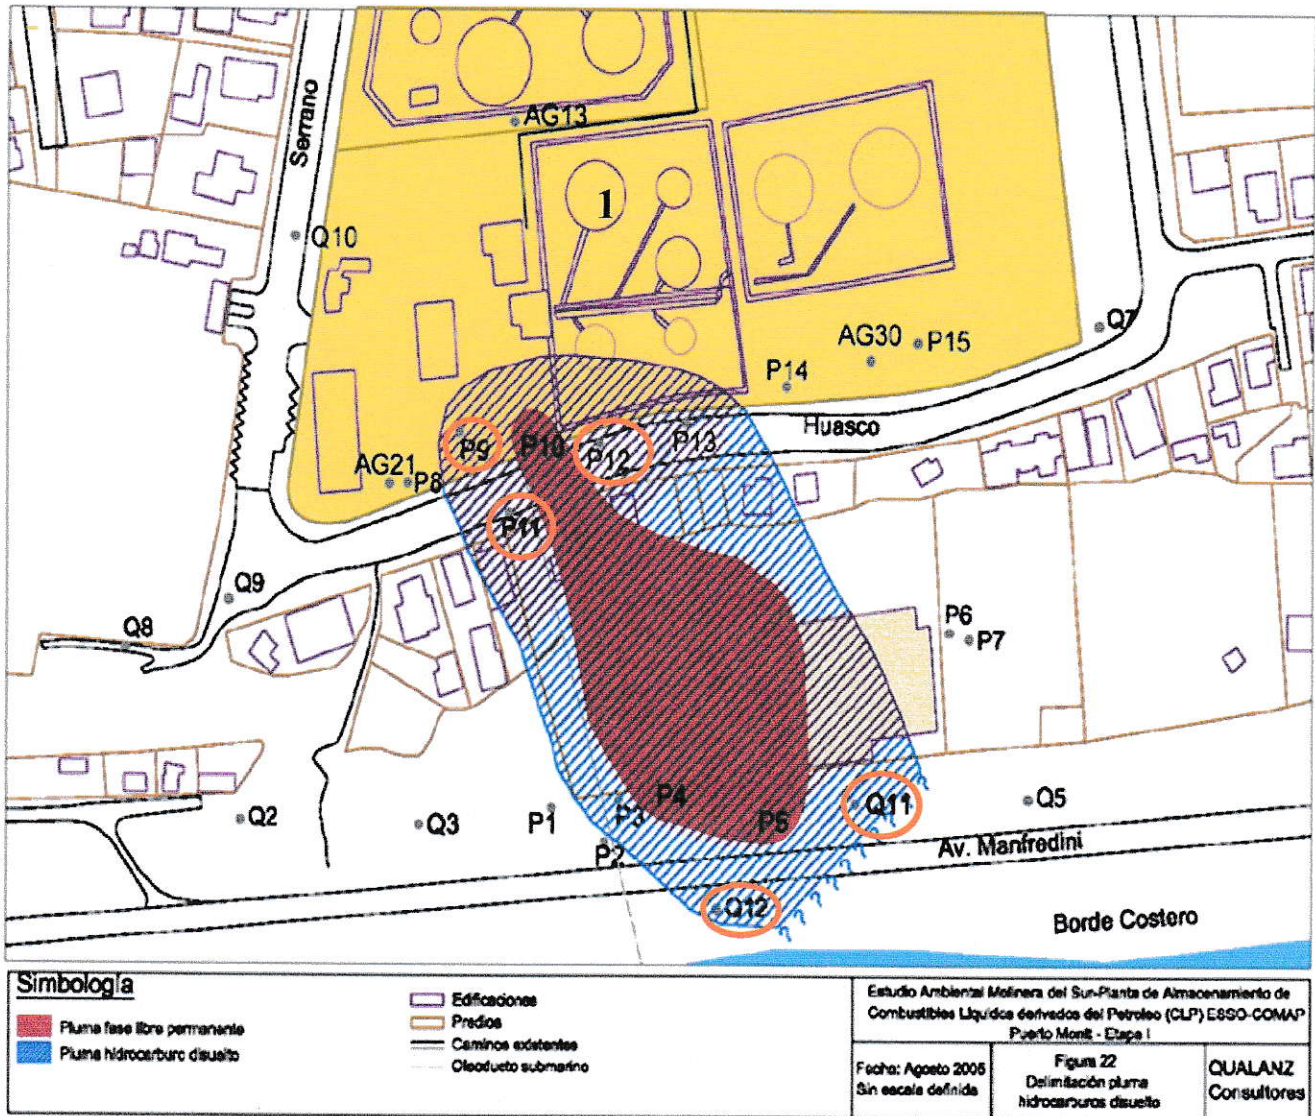 AG13
Serrano
1
Q10
Q7
AG30
P15
P14
Huasco
P13
P9
P10
P12
AG21
P8
P11
Q9
Q8
P6
P7
Q2
Q3
P1
P3
P4
P5
P2
Q11
Q5
Av. Manfredini
Q12
Borde Costero
Simbología
Pluma fase libre permanente
Pluma hidrocarburo disuelto
Edificaciones
Predios
Caminos existentes
Oleoducto submarino
Estudio Ambiental Molinera del Sur-Planta de Almacenamiento de
Combustibles Líquidos derivados del Petroleo (CLP) ESSO-COMAP
Puerto Montt - Etapa I
Fecha: Agosto 2005
Sin escala definida
Figura 22
Delimitación pluma
hidrocarburos disuelto
QUALANZ
Consultores